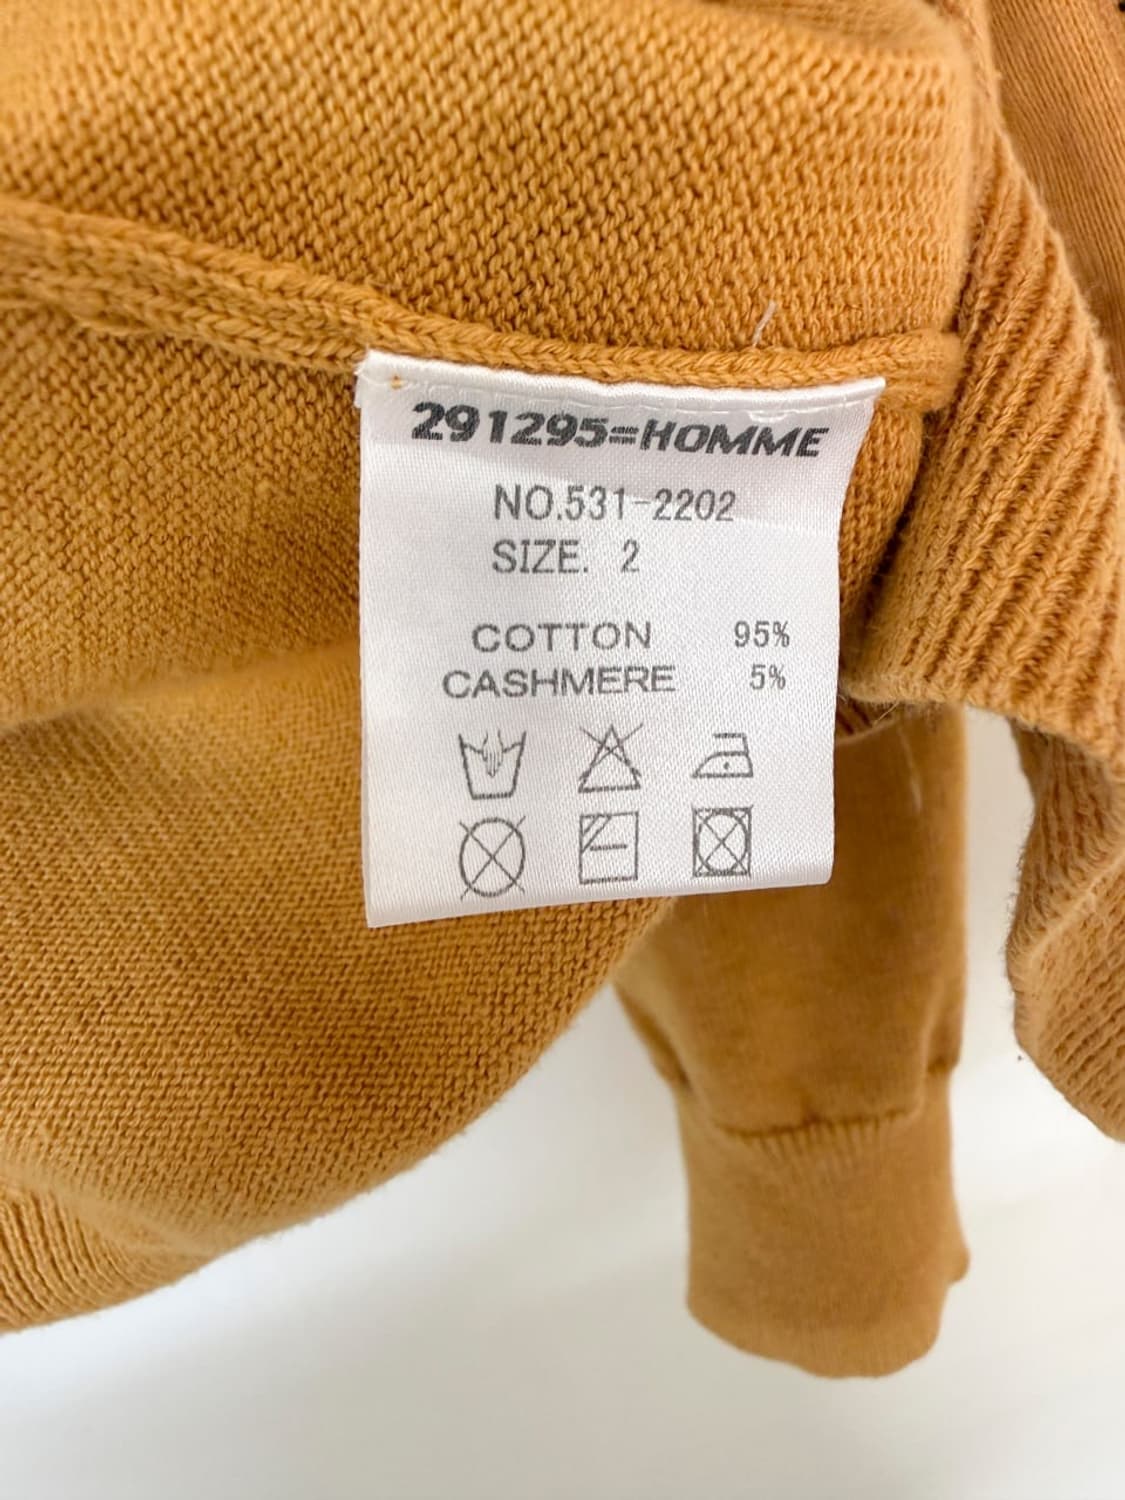 291295=HOMME
NO.531-2202
SIZE. 2
COTTON 95%
CASHMERE 5%